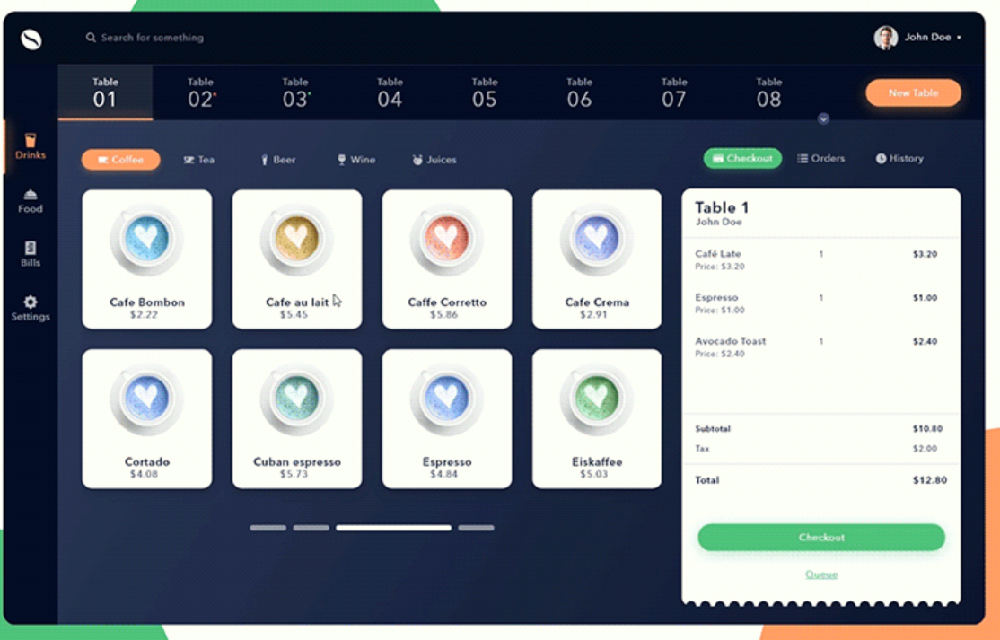 Search for something
John Doe
Table
01
Table
02
Table
03
Table
04
Table
05
Table
06
Table
07
Table
08
New Table
Drinks
Food
Bills
Settings
Coffee
Tea
Beer
Wine
Juices
Checkout
Orders
History
Cafe Bombon
$2.22
Cafe au lait
$5.45
Caffe Corretto
$5.86
Cafe Crema
$2.91
Cortado
$4.08
Cuban espresso
$5.73
Espresso
$4.84
Eiskaffee
$5.03
Table 1
John Doe
Café Late 1 $3.20
Price: $3.20
Espresso 1 $1.00
Price: $1.00
Avocado Toast 1 $2.40
Price: $2.40
Subtotal $10.80
Tax $2.00
Total $12.80
Checkout
Queue